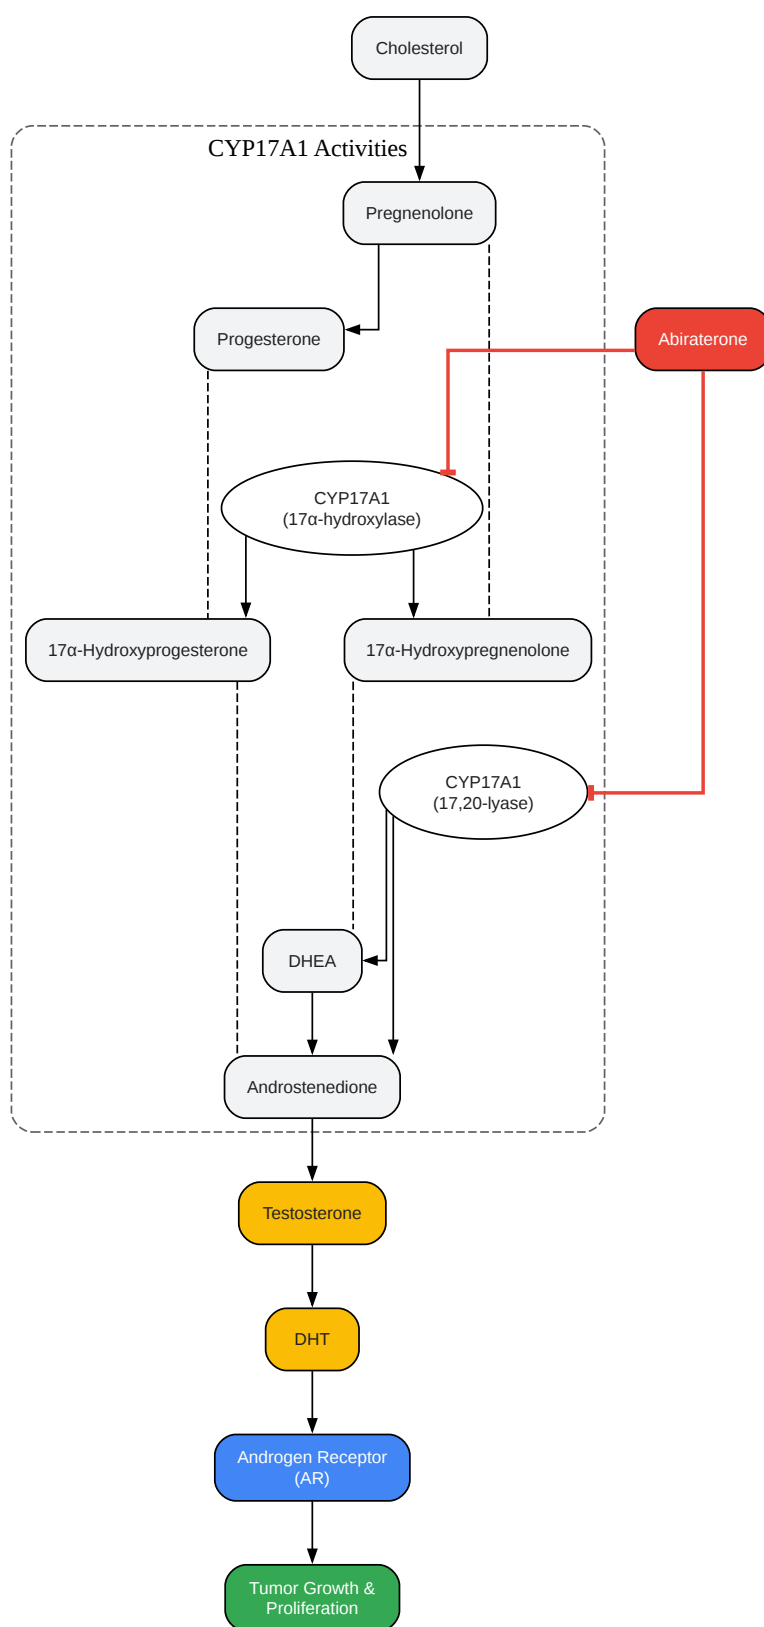 Cholesterol
CYP17A1 Activities
Pregnenolone
Progesterone
Abiraterone
CYP17A1
(17α-hydroxylase)
17α-Hydroxyprogesterone
17α-Hydroxypregnenolone
CYP17A1
(17,20-lyase)
DHEA
Androstenedione
Testosterone
DHT
Androgen Receptor
(AR)
Tumor Growth &
Proliferation